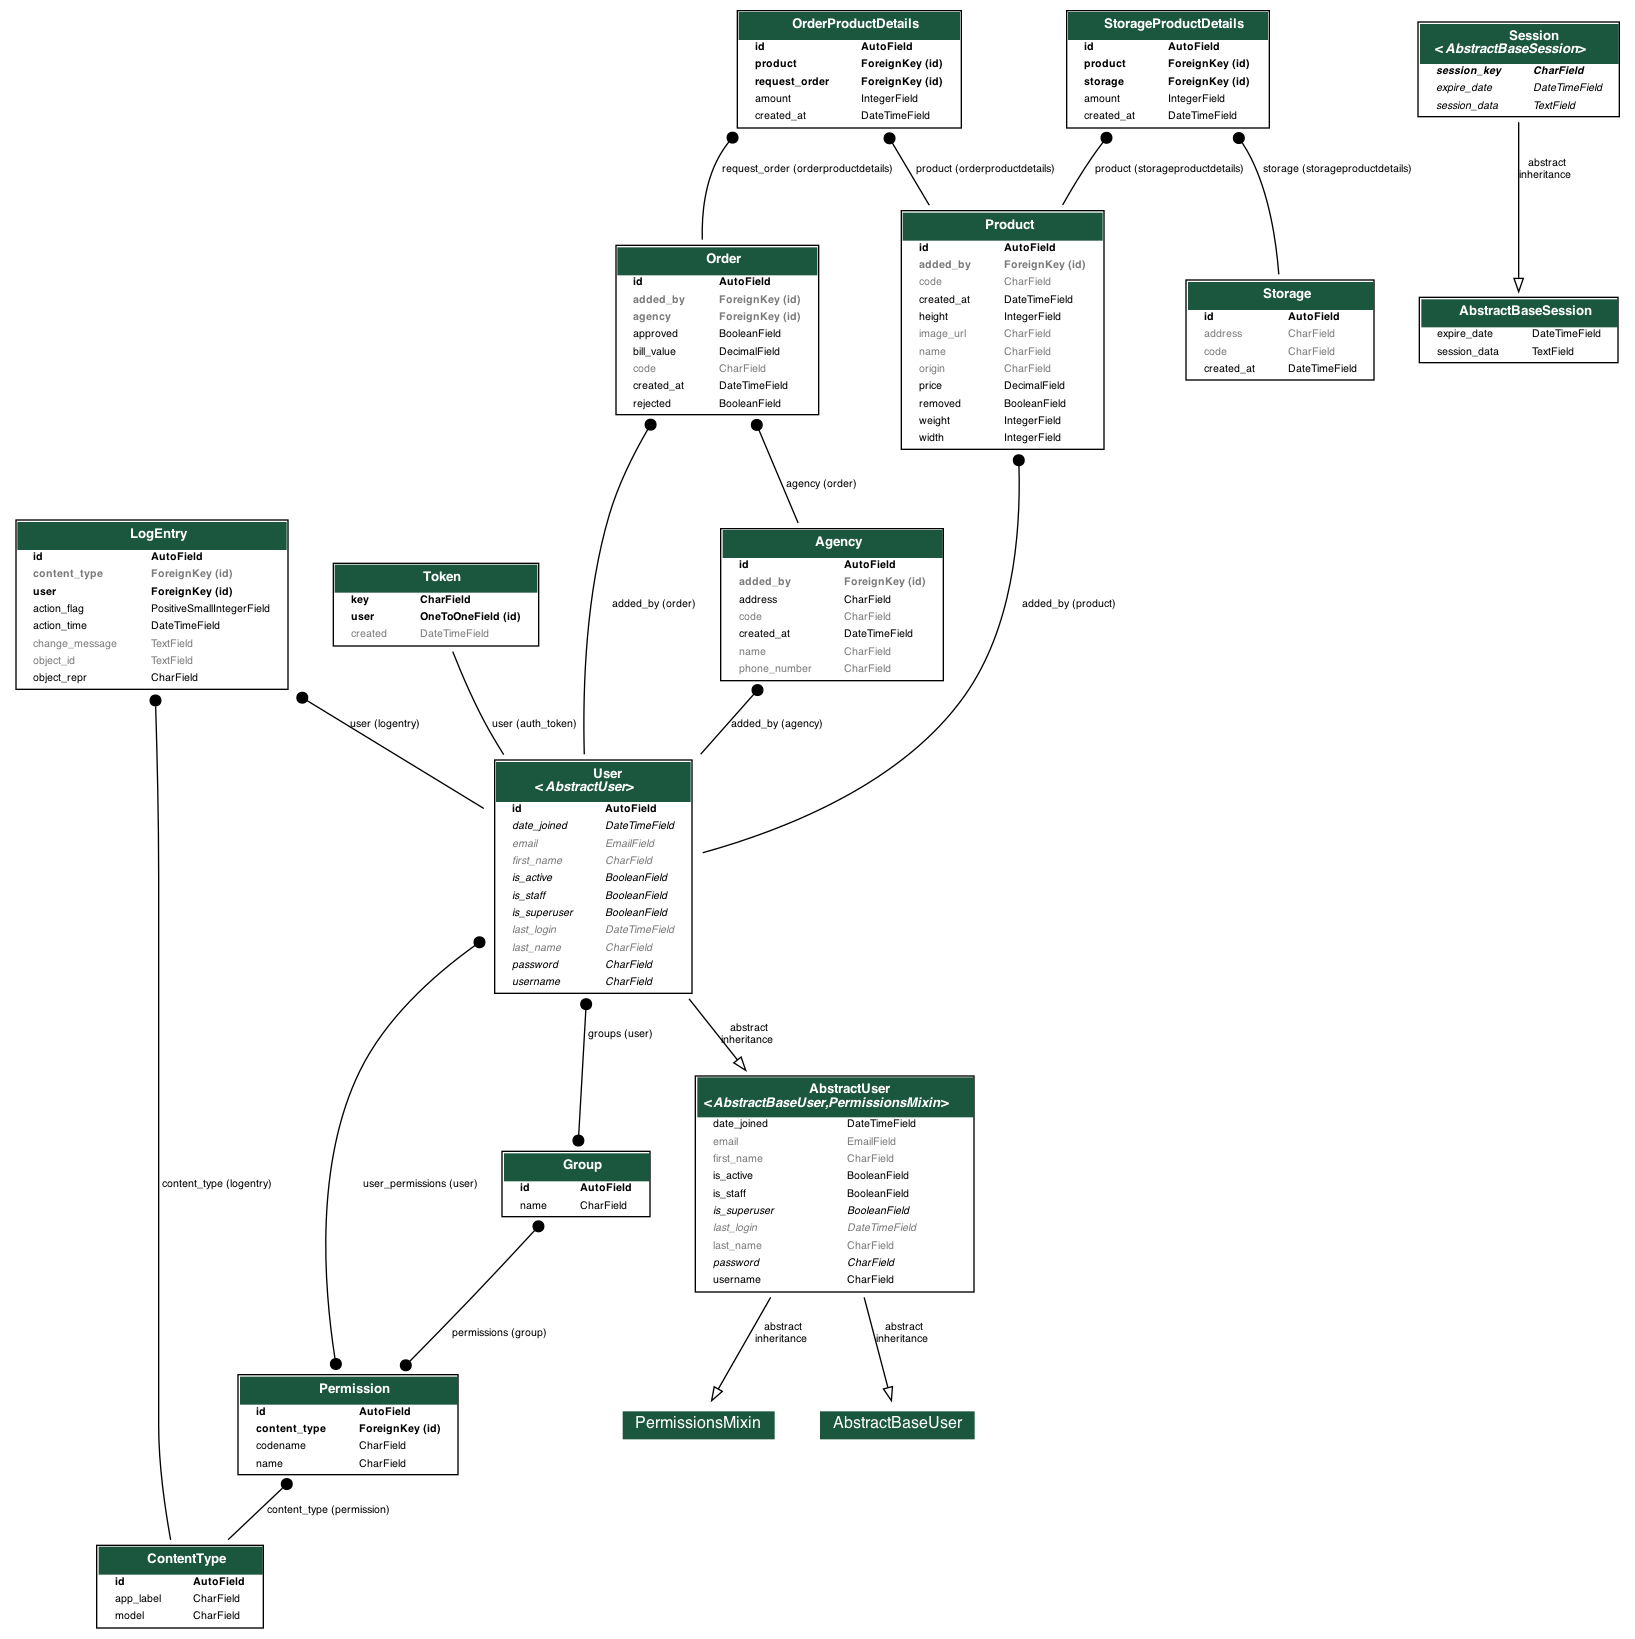 OrderProductDetails
id AutoField
product ForeignKey (id)
request_order ForeignKey (id)
amount IntegerField
created_at DateTimeField
StorageProductDetails
id AutoField
product ForeignKey (id)
storage ForeignKey (id)
amount IntegerField
created_at DateTimeField
Session
<AbstractBaseSession>
session_key CharField
expire_date DateTimeField
session_data TextField
request_order (orderproductdetails)
product (orderproductdetails)
product (storageproductdetails)
storage (storageproductdetails)
abstract
inheritance
Order
id AutoField
added_by ForeignKey (id)
agency ForeignKey (id)
approved BooleanField
bill_value DecimalField
code CharField
created_at DateTimeField
rejected BooleanField
Product
id AutoField
added_by ForeignKey (id)
code CharField
created_at DateTimeField
height IntegerField
image_url CharField
name CharField
origin CharField
price DecimalField
removed BooleanField
weight IntegerField
width IntegerField
Storage
id AutoField
address CharField
code CharField
created_at DateTimeField
AbstractBaseSession
expire_date DateTimeField
session_data TextField
agency (order)
LogEntry
id AutoField
content_type ForeignKey (id)
user ForeignKey (id)
action_flag PositiveSmallIntegerField
action_time DateTimeField
change_message TextField
object_id TextField
object_repr CharField
Token
key CharField
user OneToOneField (id)
created DateTimeField
added_by (order)
Agency
id AutoField
added_by ForeignKey (id)
address CharField
code CharField
created_at DateTimeField
name CharField
phone_number CharField
added_by (product)
user (logentry)
user (auth_token)
added_by (agency)
User
<AbstractUser>
id AutoField
date_joined DateTimeField
email EmailField
first_name CharField
is_active BooleanField
is_staff BooleanField
is_superuser BooleanField
last_login DateTimeField
last_name CharField
password CharField
username CharField
groups (user)
abstract
inheritance
AbstractUser
<AbstractBaseUser,PermissionsMixin>
date_joined DateTimeField
email EmailField
first_name CharField
is_active BooleanField
is_staff BooleanField
is_superuser BooleanField
last_login DateTimeField
last_name CharField
password CharField
username CharField
content_type (logentry)
user_permissions (user)
Group
id AutoField
name CharField
permissions (group)
abstract
inheritance
abstract
inheritance
Permission
id AutoField
content_type ForeignKey (id)
codename CharField
name CharField
PermissionsMixin
AbstractBaseUser
content_type (permission)
ContentType
id AutoField
app_label CharField
model CharField